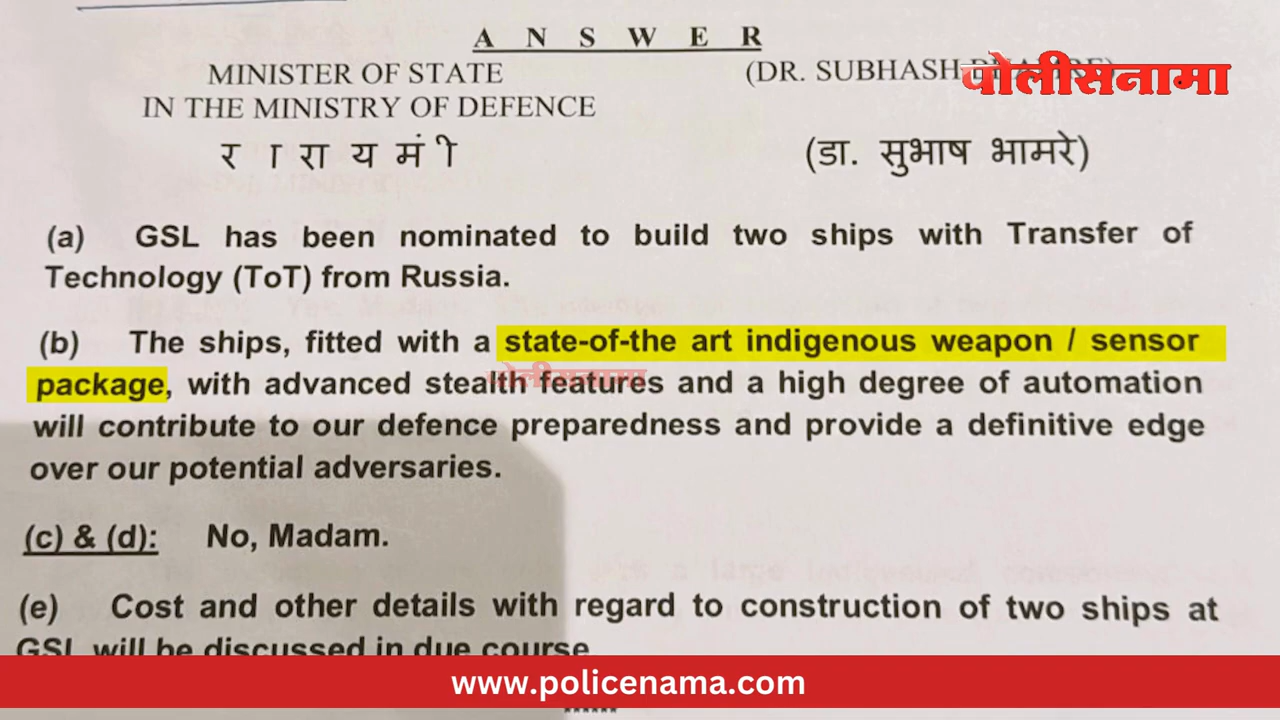 A N S W E R
MINISTER OF STATE (DR. SUBHASH BHAMRE)
पोलीसनामा
IN THE MINISTRY OF DEFENCE
र ा रा य मं ी (डा. सुभाष भामरे)
(a) GSL has been nominated to build two ships with Transfer of
Technology (ToT) from Russia.
(b) The ships, fitted with a state-of-the art indigenous weapon / sensor
पोलीसनामा
package, with advanced stealth features and a high degree of automation
will contribute to our defence preparedness and provide a definitive edge
over our potential adversaries.
(c) & (d): No, Madam.
(e) Cost and other details with regard to construction of two ships at
GSL will be discussed in due course
www.policenama.com